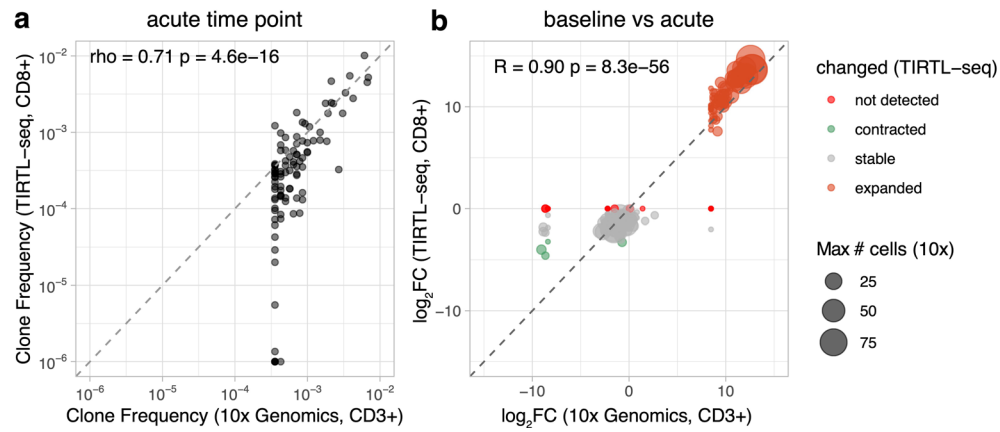 a
acute time point
rho = 0.71 p = 4.6e−16
Clone Frequency (TIRTL−seq, CD8+)
10⁻²
10⁻³
10⁻⁴
10⁻⁵
10⁻⁶
10⁻⁶
10⁻⁵
10⁻⁴
10⁻³
10⁻²
Clone Frequency (10x Genomics, CD3+)
b
baseline vs acute
R = 0.90 p = 8.3e−56
log₂FC (TIRTL−seq, CD8+)
10
0
−10
−10
0
10
log₂FC (10x Genomics, CD3+)
changed (TIRTL−seq)
not detected
contracted
stable
expanded
Max # cells (10x)
25
50
75